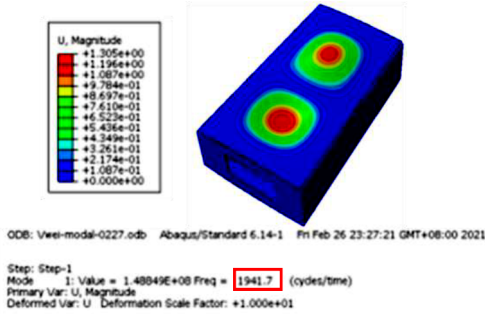 U, Magnitude
+1.305e+00
+1.196e+00
+1.087e+00
+9.784e-01
+8.697e-01
+7.610e-01
+6.523e-01
+5.436e-01
+4.349e-01
+3.261e-01
+2.174e-01
+1.087e-01
+0.000e+00
ODB: Vwei-modal-0227.odb Abaqus/Standard 6.14-1 Fri Feb 26 23:27:21 GMT+08:00 2021
Step: Step-1
Mode 1: Value = 1.48849E+08 Freq = 1941.7 (cycles/time)
Primary Var: U, Magnitude
Deformed Var: U Deformation Scale Factor: +1.000e+01